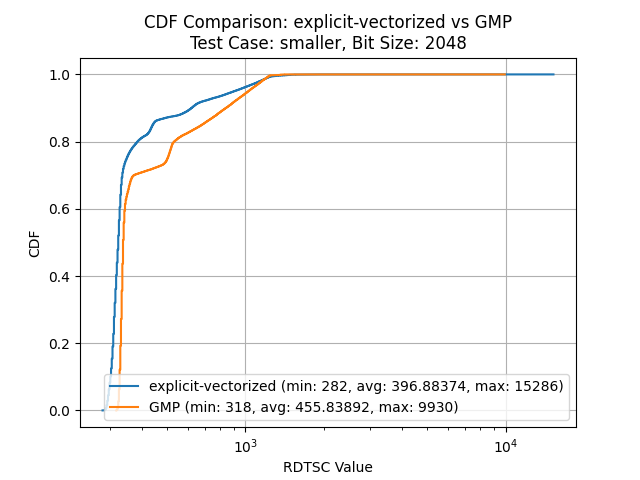 CDF Comparison: explicit-vectorized vs GMP
Test Case: smaller, Bit Size: 2048
CDF
1.0
0.8
0.6
0.4
0.2
0.0
explicit-vectorized (min: 282, avg: 396.88374, max: 15286)
GMP (min: 318, avg: 455.83892, max: 9930)
10³ 10⁴
RDTSC Value